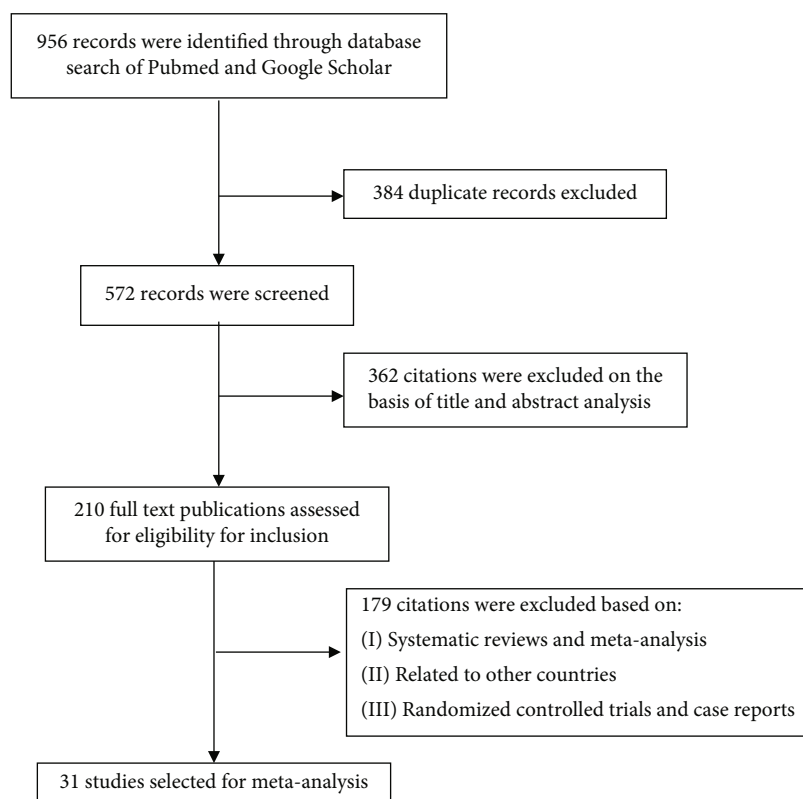 956 records were identified through database
search of Pubmed and Google Scholar
384 duplicate records excluded
572 records were screened
362 citations were excluded on the
basis of title and abstract analysis
210 full text publications assessed
for eligibility for inclusion
179 citations were excluded based on:
(I) Systematic reviews and meta-analysis
(II) Related to other countries
(III) Randomized controlled trials and case reports
31 studies selected for meta-analysis